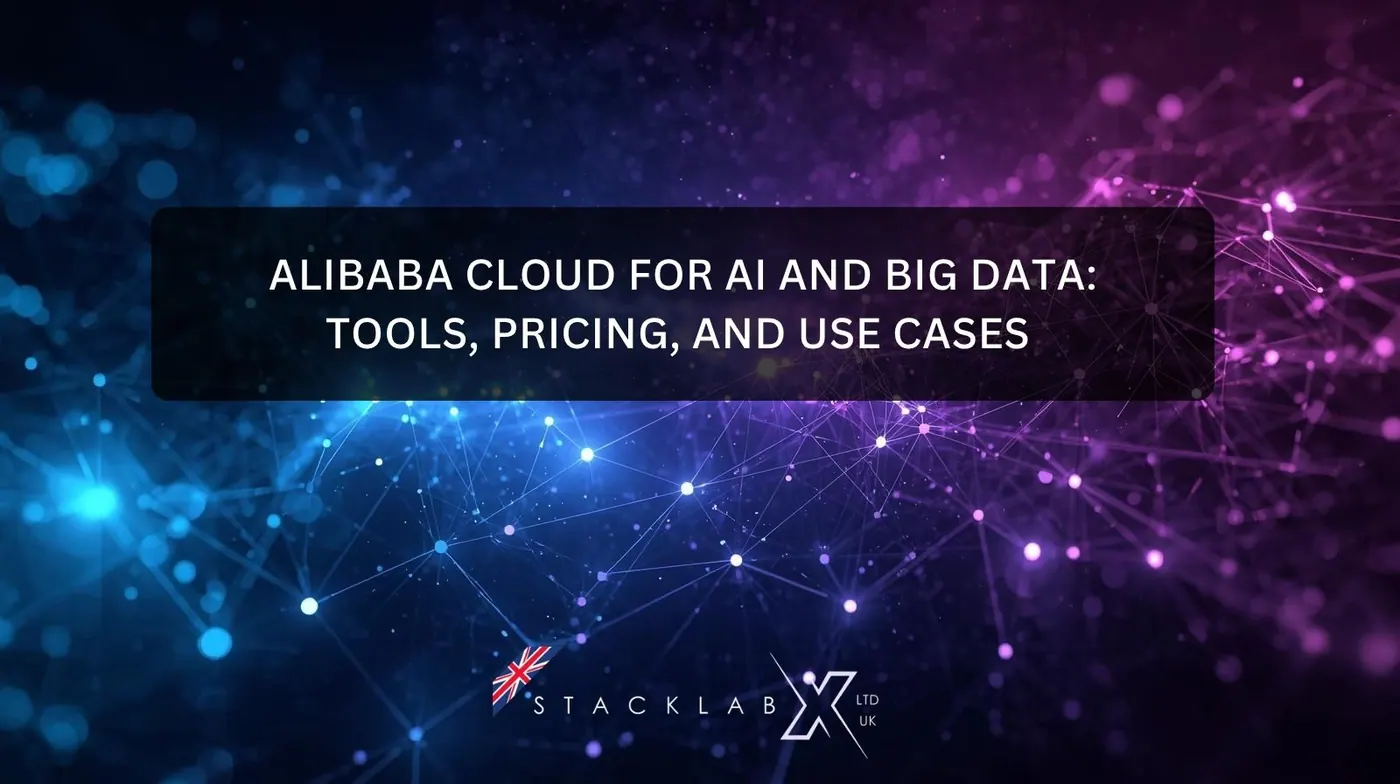 ALIBABA CLOUD FOR AI AND BIG DATA:
TOOLS, PRICING, AND USE CASES
STACKLAB X LTD
UK